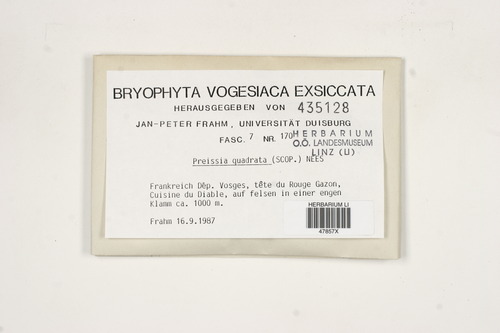 BRYOPHYTA VOGESIACA EXSICCATA
HERAUSGEGEBEN VON 435128
JAN-PETER FRAHM, UNIVERSITÄT DUISBURG
FASC. 7 NR. 170
HERBARIUM
O.Ö. LANDESMUSEUM
LINZ (LI)
Preissia quadrata (SCOP.) NEES
Frankreich Dép. Vosges, tête du Rouge Gazon,
Cuisine du Diable, auf felsen in einer engen
Klamm ca. 1000 m.
Frahm 16.9.1987
HERBARIUM LI
47857X